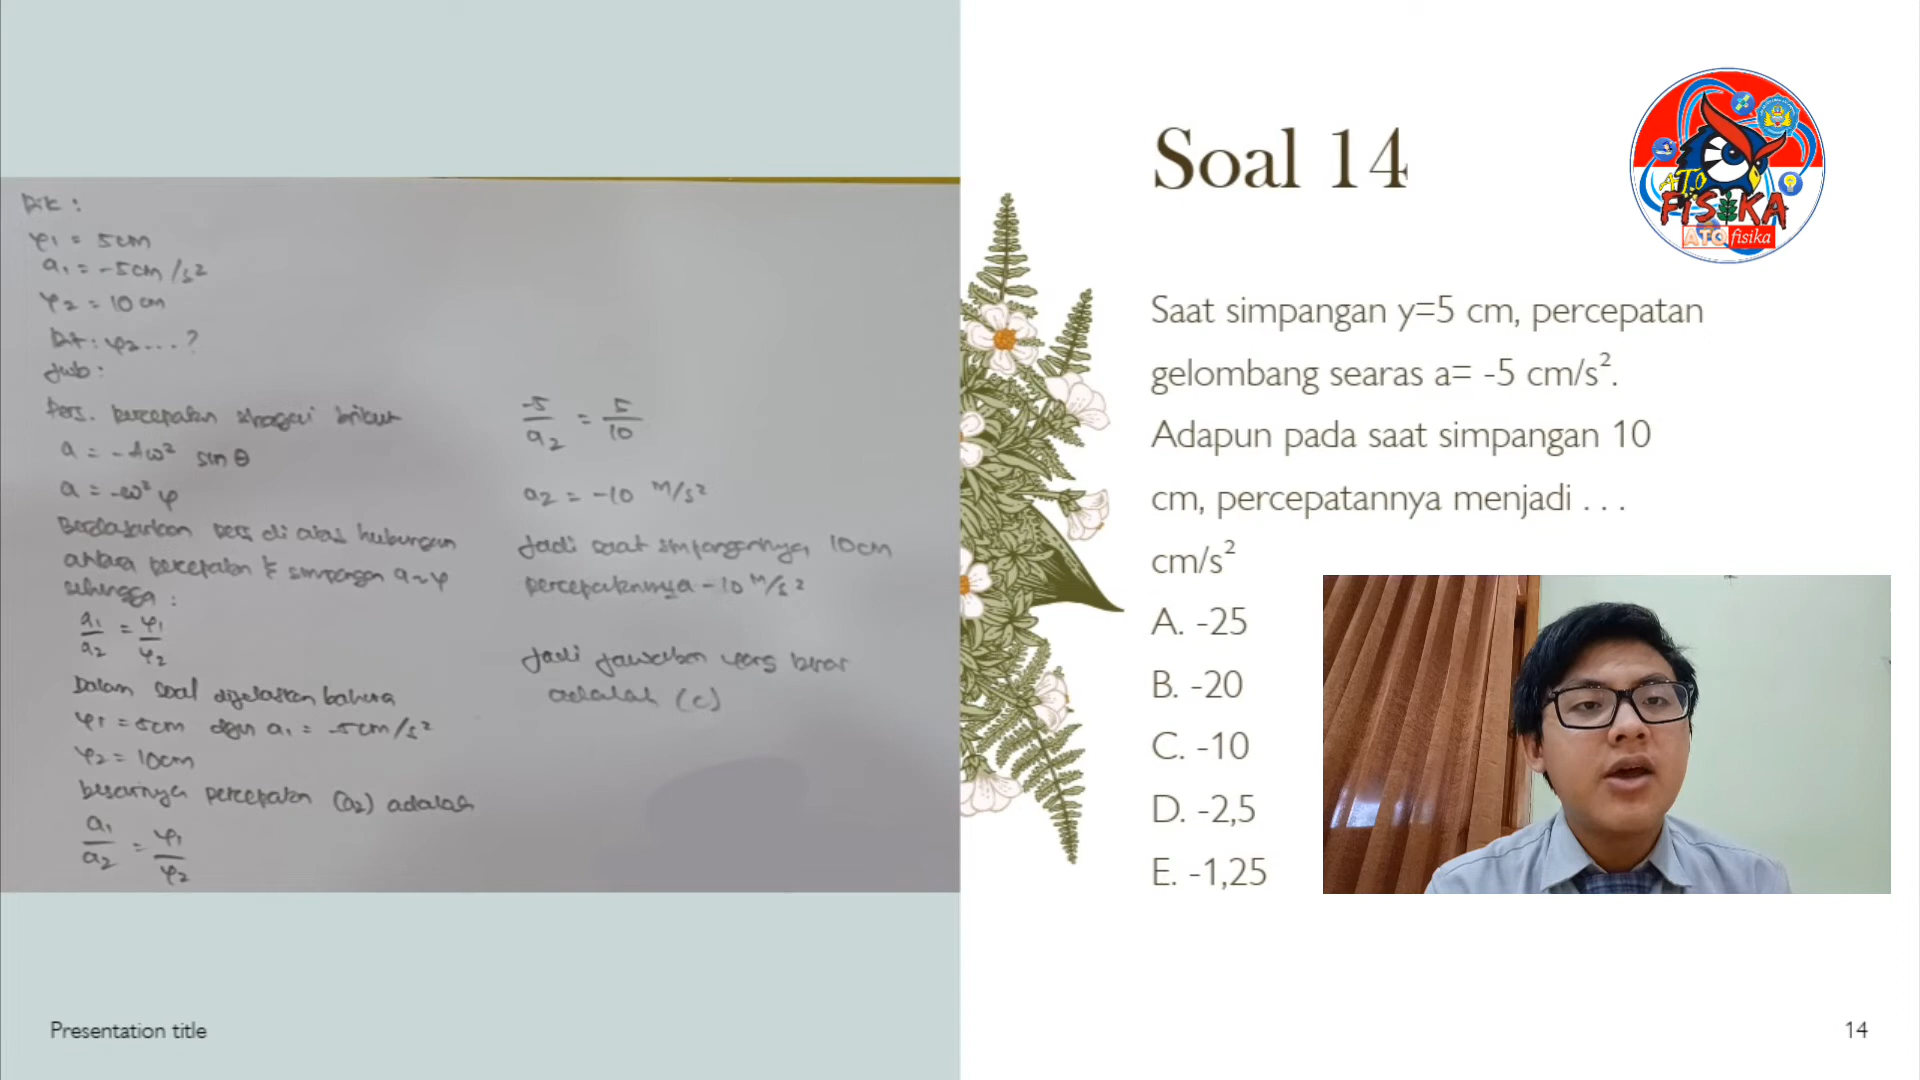 Dik :
y1 = 5cm
a1 = -5cm/s²
y2 = 10 cm
Dit : y2 ... ?
Jwb :
Pers. percepatan sebagai berikut
a = -Aω² sin θ
a = -ω² y
Berdasarkan pers di atas hubungan
antara percepatan & simpangan a ~ y
sehingga :
a1/a2 = y1/y2
Dalam soal dijelaskan bahwa
y1 = 5cm dgn a1 = -5cm/s²
y2 = 10cm
besarnya percepatan (a2) adalah
a1/a2 = y1/y2
-5/a2 = 5/10
a2 = -10 m/s²
Jadi saat simpangannya 10cm
percepatannya -10 m/s²
Jadi jawaban yang benar
adalah (c)
Presentation title
Soal 14
A.T.O
FISIKA
ATO fisika
Saat simpangan y=5 cm, percepatan
gelombang searas a= -5 cm/s².
Adapun pada saat simpangan 10
cm, percepatannya menjadi . . .
cm/s²
A. -25
B. -20
C. -10
D. -2,5
E. -1,25
14